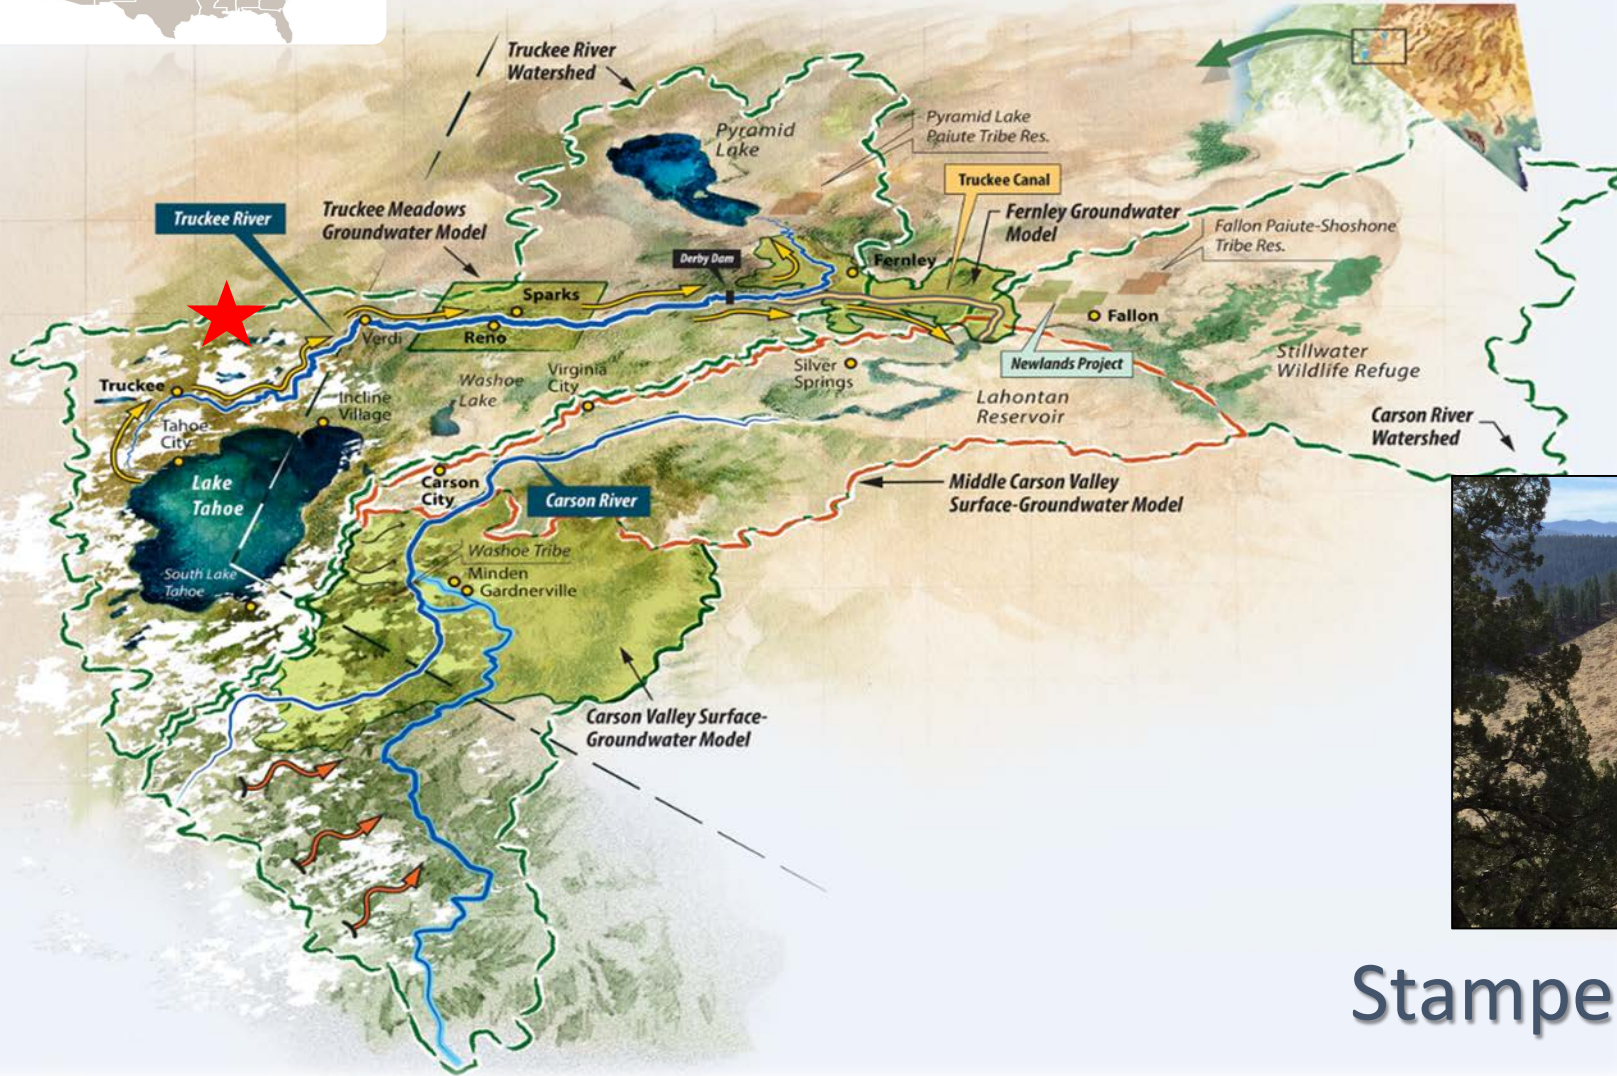 Truckee River
Watershed
Pyramid
Lake
Pyramid Lake
Paiute Tribe Res.
Truckee Canal
Truckee River
Truckee Meadows
Groundwater Model
Fernley Groundwater
Model
Fallon Paiute-Shoshone
Tribe Res.
Derby Dam
Fernley
Sparks
Fallon
Verdi
Reno
Newlands Project
Stillwater
Wildlife Refuge
Silver
Springs
Virginia
City
Washoe
Lake
Truckee
Incline
Village
Lahontan
Reservoir
Carson River
Watershed
Tahoe
City
Lake
Tahoe
Carson
City
Carson River
Middle Carson Valley
Surface-Groundwater Model
Washoe Tribe
Minden
Gardnerville
South Lake
Tahoe
Carson Valley Surface-
Groundwater Model
Stampe